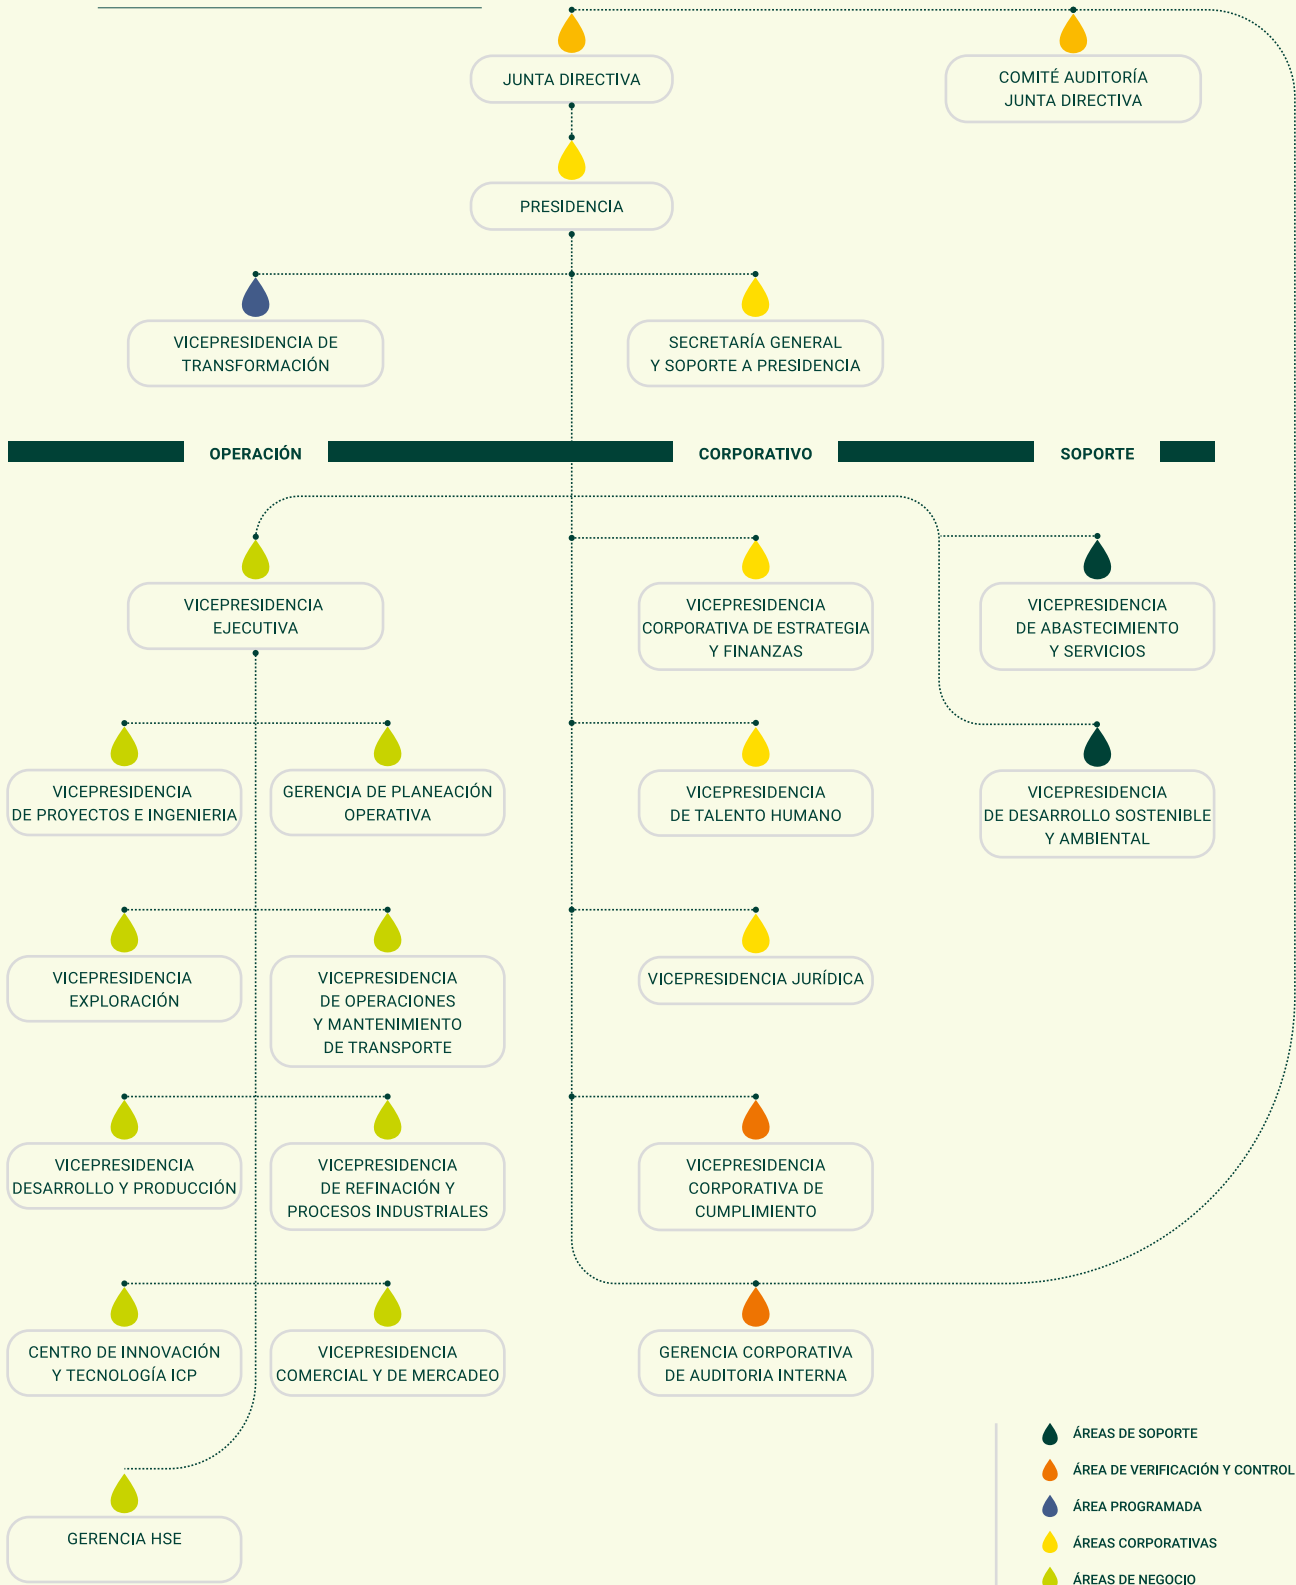 JUNTA DIRECTIVA
COMITÉ AUDITORÍA
JUNTA DIRECTIVA
PRESIDENCIA
VICEPRESIDENCIA DE
TRANSFORMACIÓN
SECRETARÍA GENERAL
Y SOPORTE A PRESIDENCIA
OPERACIÓN
CORPORATIVO
SOPORTE
VICEPRESIDENCIA
EJECUTIVA
VICEPRESIDENCIA
CORPORATIVA DE ESTRATEGIA
Y FINANZAS
VICEPRESIDENCIA
DE ABASTECIMIENTO
Y SERVICIOS
VICEPRESIDENCIA
DE PROYECTOS E INGENIERIA
GERENCIA DE PLANEACIÓN
OPERATIVA
VICEPRESIDENCIA
DE TALENTO HUMANO
VICEPRESIDENCIA
DE DESARROLLO SOSTENIBLE
Y AMBIENTAL
VICEPRESIDENCIA
EXPLORACIÓN
VICEPRESIDENCIA
DE OPERACIONES
Y MANTENIMIENTO
DE TRANSPORTE
VICEPRESIDENCIA JURÍDICA
VICEPRESIDENCIA
DESARROLLO Y PRODUCCIÓN
VICEPRESIDENCIA
DE REFINACIÓN Y
PROCESOS INDUSTRIALES
VICEPRESIDENCIA
CORPORATIVA DE
CUMPLIMIENTO
CENTRO DE INNOVACIÓN
Y TECNOLOGÍA ICP
VICEPRESIDENCIA
COMERCIAL Y DE MERCADEO
GERENCIA CORPORATIVA
DE AUDITORIA INTERNA
GERENCIA HSE
ÁREAS DE SOPORTE
ÁREA DE VERIFICACIÓN Y CONTROL
ÁREA PROGRAMADA
ÁREAS CORPORATIVAS
ÁREAS DE NEGOCIO